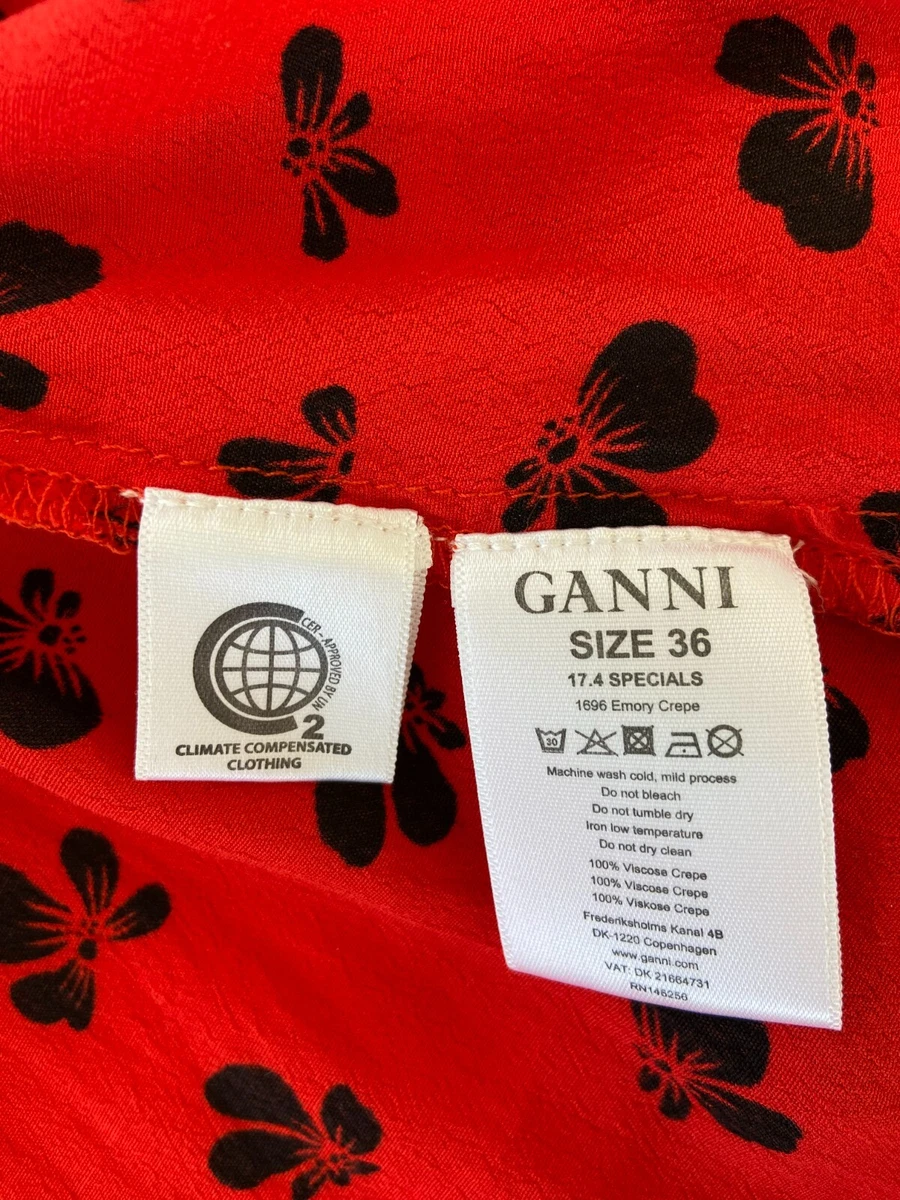 CER - APPROVED BY UN
2
CLIMATE COMPENSATED
CLOTHING
GANNI
SIZE 36
17.4 SPECIALS
1696 Emory Crepe
30
Machine wash cold, mild process
Do not bleach
Do not tumble dry
Iron low temperature
Do not dry clean
100% Viscose Crepe
100% Viscose Crepe
100% Viskose Crepe
Frederiksholms Kanal 4B
DK-1220 Copenhagen
www.ganni.com
VAT: DK 21664731
RN146256